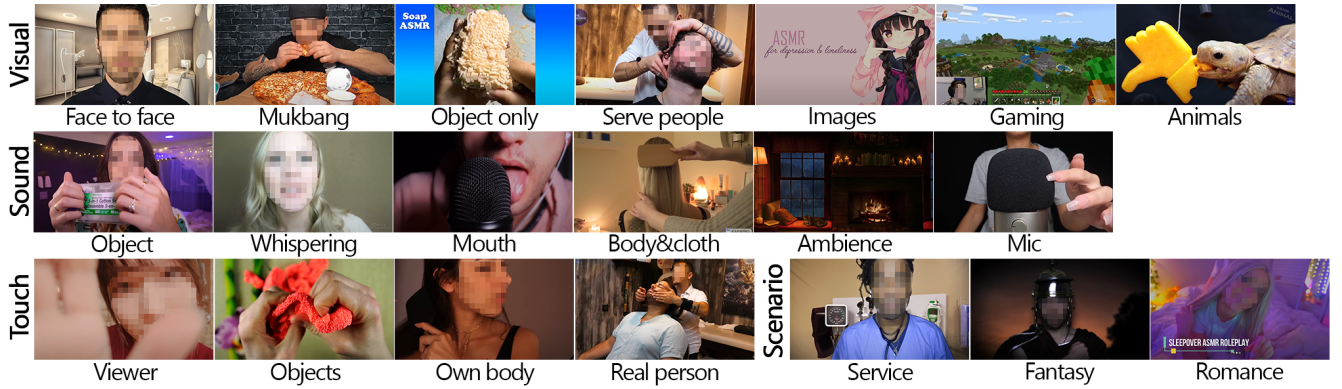 Visual
Soap
ASMR
ASMR
for depression & loneliness
Face to face
Mukbang
Object only
Serve people
Images
Gaming
Animals
Sound
Object
Whispering
Mouth
Body&cloth
Ambience
Mic
Touch
Scenario
SLEEPOVER ASMR ROLEPLAY
Viewer
Objects
Own body
Real person
Service
Fantasy
Romance